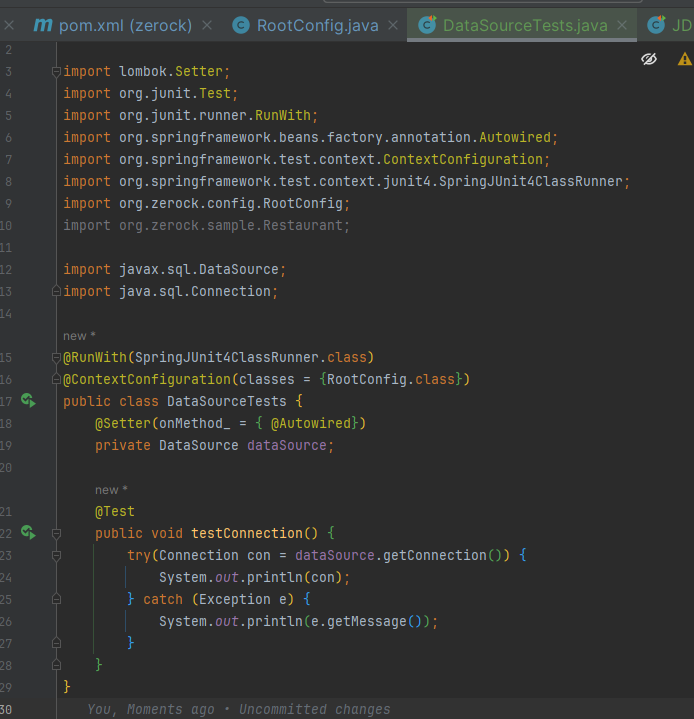 pom.xml (zerock)
RootConfig.java
DataSourceTests.java
JD
2
3 import lombok.Setter;
4 import org.junit.Test;
5 import org.junit.runner.RunWith;
6 import org.springframework.beans.factory.annotation.Autowired;
7 import org.springframework.test.context.ContextConfiguration;
8 import org.springframework.test.context.junit4.SpringJUnit4ClassRunner;
9 import org.zerock.config.RootConfig;
10 import org.zerock.sample.Restaurant;
11
12 import javax.sql.DataSource;
13 import java.sql.Connection;
14
new *
15 @RunWith(SpringJUnit4ClassRunner.class)
16 @ContextConfiguration(classes = {RootConfig.class})
17 public class DataSourceTests {
18 @Setter(onMethod_ = { @Autowired})
19 private DataSource dataSource;
20
new *
21 @Test
22 public void testConnection() {
23 try(Connection con = dataSource.getConnection()) {
24 System.out.println(con);
25 } catch (Exception e) {
26 System.out.println(e.getMessage());
27 }
28 }
29 }
30 You, Moments ago • Uncommitted changes